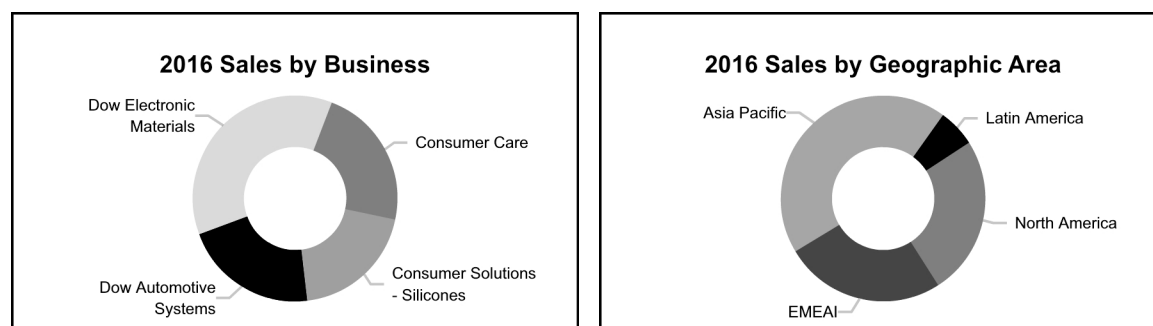 2016 Sales by Business
Dow Electronic
Materials
Consumer Care
Consumer Solutions
- Silicones
Dow Automotive
Systems
2016 Sales by Geographic Area
Asia Pacific
Latin America
North America
EMEAI